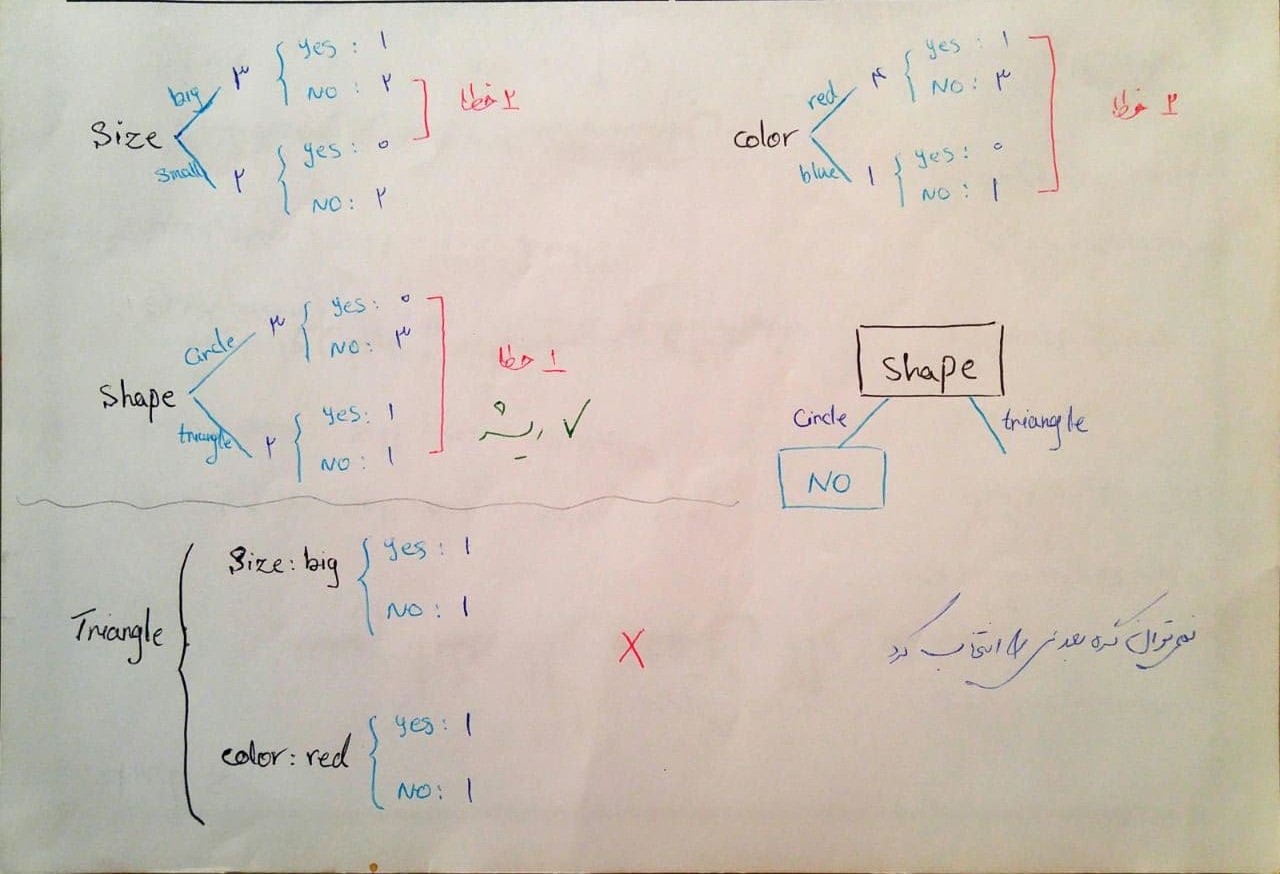 Size
big ۳ yes: ۱
NO: ۲
small ۲ yes: ۰
NO: ۲
۲ خطا
color
red ۴ yes: ۱
NO: ۳
blue ۱ yes: ۰
NO: ۱
۲ خطا
Shape
Circle ۳ yes: ۰
NO: ۳
triangle ۲ yes: ۱
NO: ۱
۱ خطا
ریشه ✓
Shape
Circle triangle
NO
Triangle
Size: big yes: ۱
NO: ۱
color: red yes: ۱
NO: ۱
X
نمی‌توان گره بعدی را انتخاب کرد